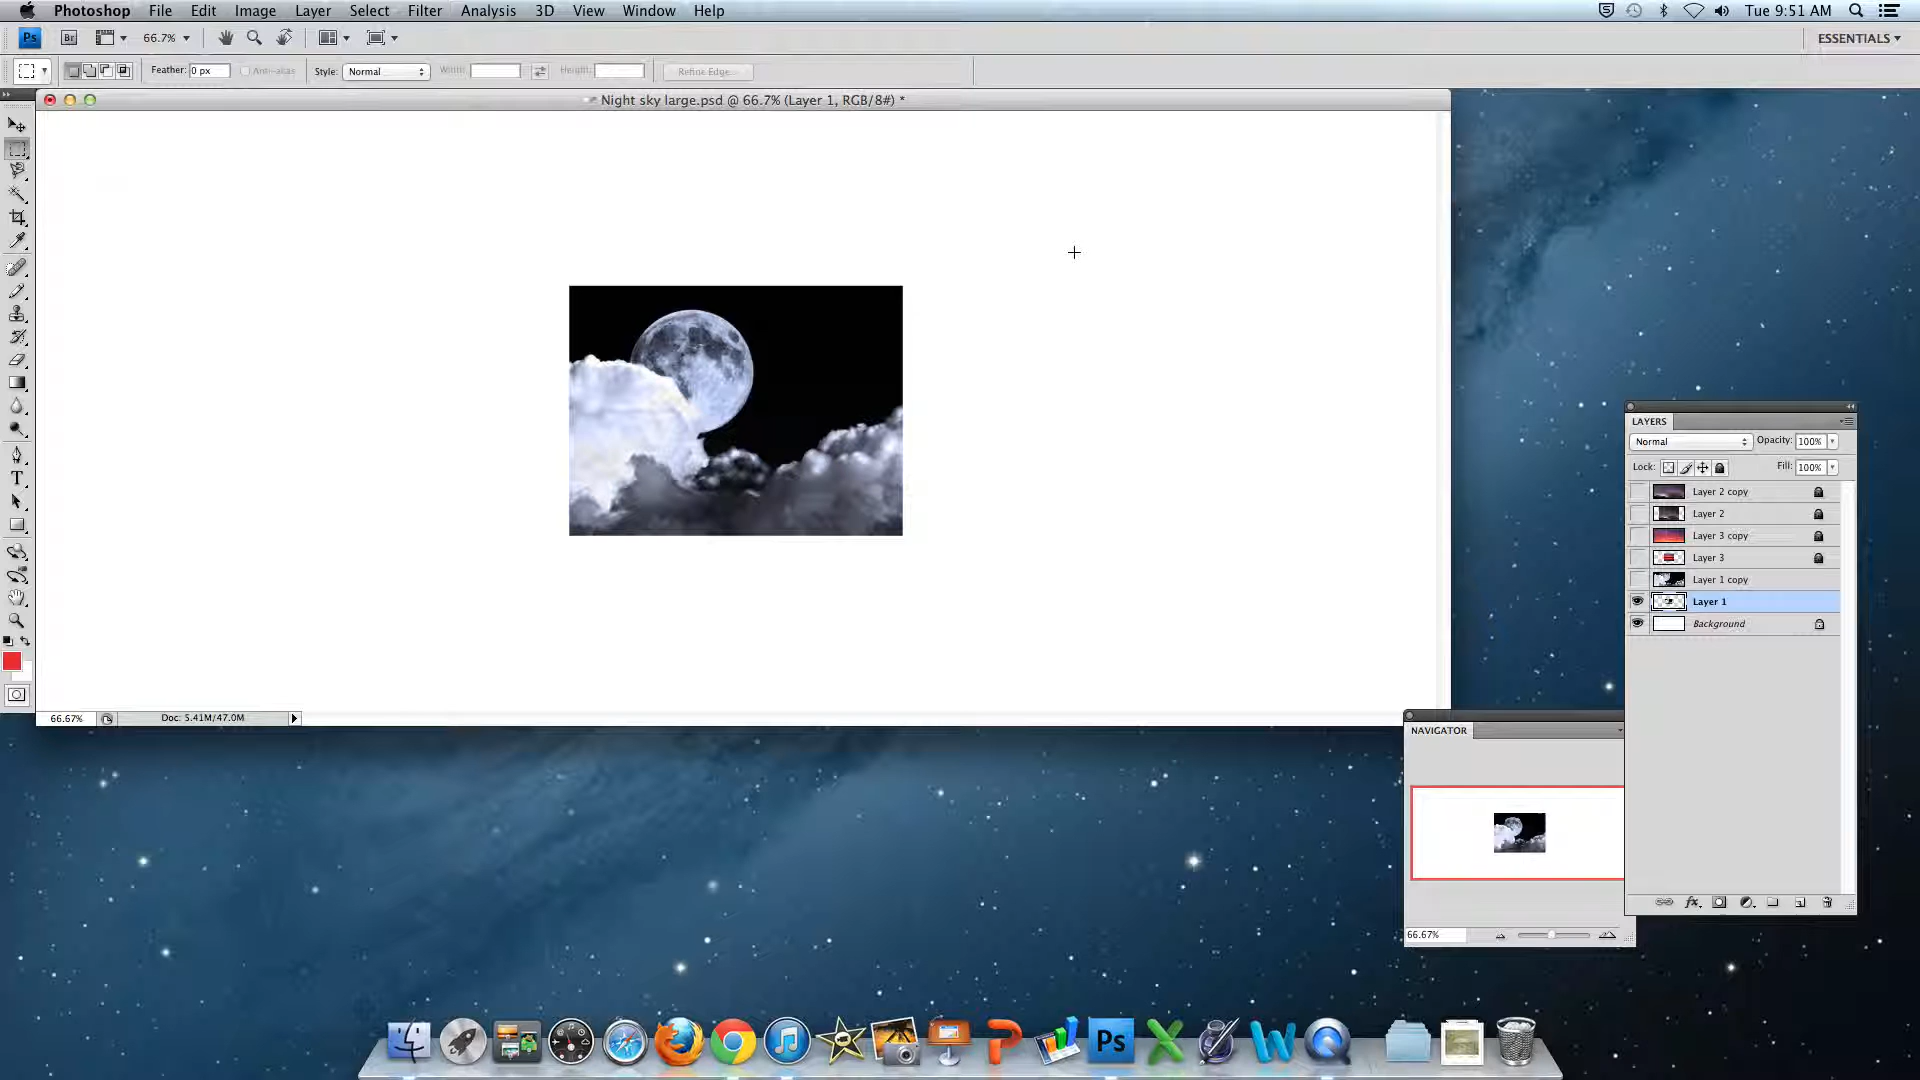 Photoshop File Edit Image Layer Select Filter Analysis 3D View Window Help Tue 9:51 AM
Ps Br 66.7% ESSENTIALS
Feather: 0 px Anti-alias Style: Normal Width: Height: Refine Edge...
Night sky large.psd @ 66.7% (Layer 1, RGB/8#) *
LAYERS
Normal Opacity: 100%
Lock: Fill: 100%
Layer 2 copy
Layer 2
Layer 3 copy
Layer 3
Layer 1 copy
Layer 1
Background
66.67% Doc: 5.41M/47.0M
NAVIGATOR
66.67%
Ps